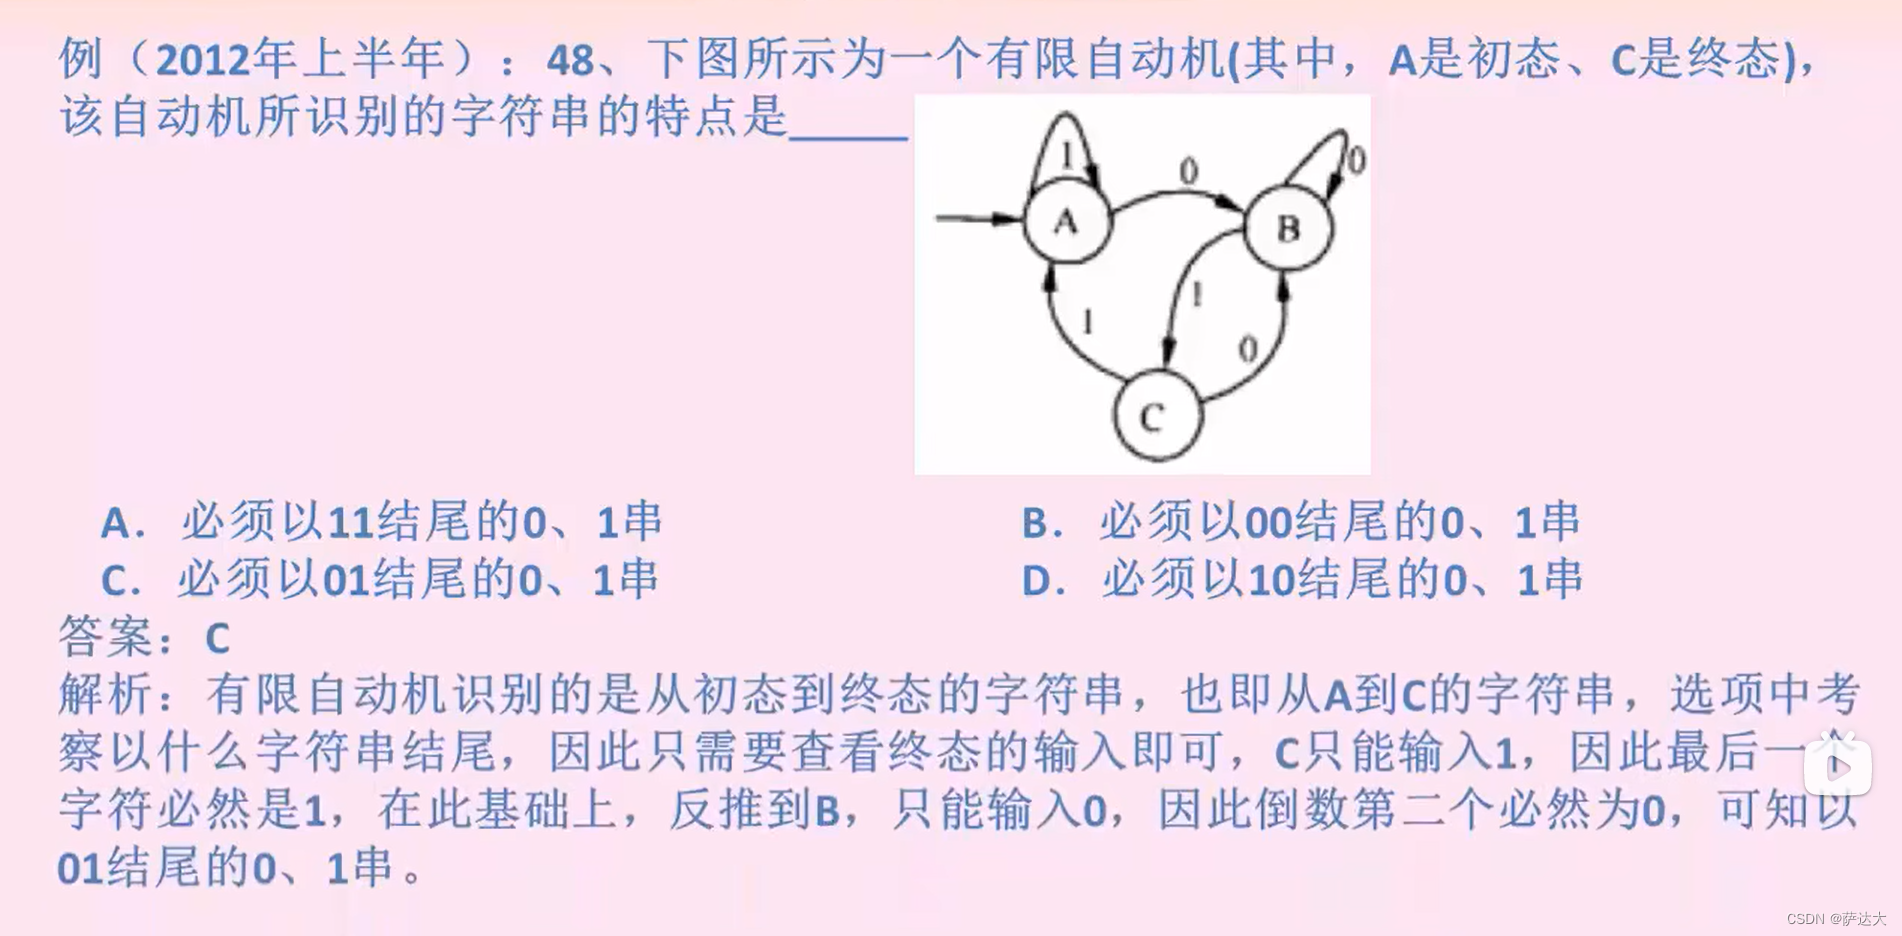 例（2012年上半年）：48、下图所示为一个有限自动机(其中，A是初态、C是终态)，
该自动机所识别的字符串的特点是_____
1
0
0
A
B
1
1
0
C
A. 必须以11结尾的0、1串
B. 必须以00结尾的0、1串
C. 必须以01结尾的0、1串
D. 必须以10结尾的0、1串
答案：C
解析：有限自动机识别的是从初态到终态的字符串，也即从A到C的字符串，选项中考
察以什么字符串结尾，因此只需要查看终态的输入即可，C只能输入1，因此最后一个
字符必然是1，在此基础上，反推到B，只能输入0，因此倒数第二个必然为0，可知以
01结尾的0、1串。
CSDN @萨达大